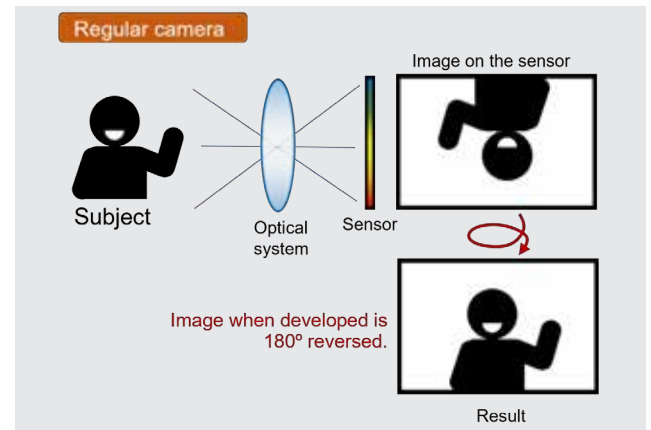 Regular camera
Image on the sensor
Subject
Optical
system
Sensor
Image when developed is
180º reversed.
Result